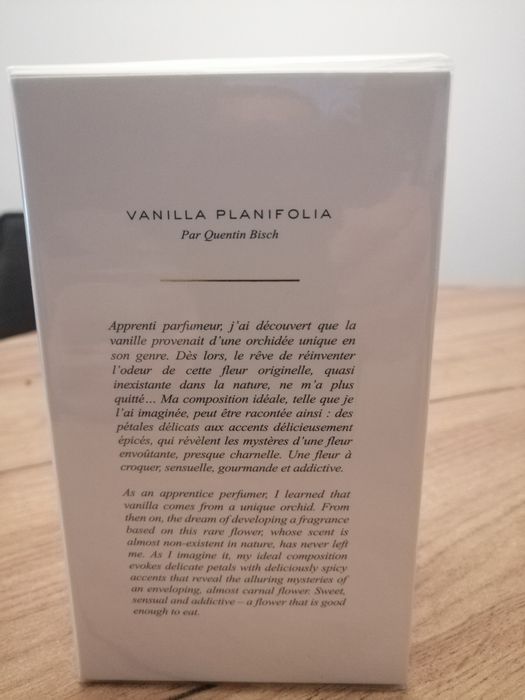 VANILLA PLANIFOLIA
Par Quentin Bisch
Apprenti parfumeur, j'ai découvert que la
vanille provenait d'une orchidée unique en
son genre. Dès lors, le rêve de réinventer
l'odeur de cette fleur originelle, quasi
inexistante dans la nature, ne m'a plus
quitté... Ma composition idéale, telle que je
l'ai imaginée, peut être racontée ainsi : des
pétales délicats aux accents délicieusement
épicés, qui révèlent les mystères d'une fleur
envoûtante, presque charnelle. Une fleur à
croquer, sensuelle, gourmande et addictive.
As an apprentice perfumer, I learned that
vanilla comes from a unique orchid. From
then on, the dream of developing a fragrance
based on this rare flower, whose scent is
almost non-existent in nature, has never left
me. As I imagine it, my ideal composition
evokes delicate petals with deliciously spicy
accents that reveal the alluring mysteries of
an enveloping, almost carnal flower. Sweet,
sensual and addictive – a flower that is good
enough to eat.